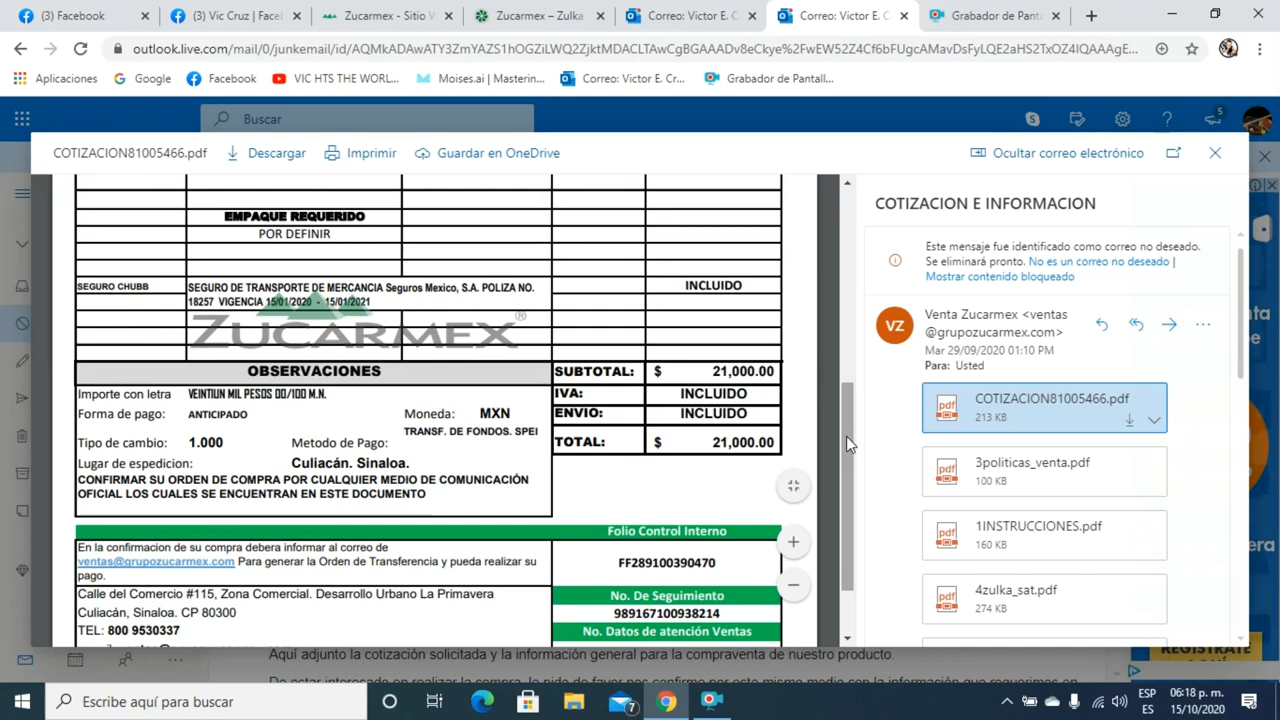 (3) Facebook
(3) Vic Cruz | Face
Zucarmex - Sitio W
Zucarmex – Zulka
Correo: Victor E. C
Correo: Victor E. C
Grabador de Panta
outlook.live.com/mail/0/junkemail/id/AQMkADAwATY3ZmYAZS1hOGZiLWQ2ZjktMDACLTAwCgBGAAADv8eCkye%2FwEW52Z4Cf6bFUgcAMavDsFyLQE2aHS2TxOZ4IQAAAgE...
Aplicaciones
Google
Facebook
VIC HTS THE WORL...
Moises.ai | Masterin...
Correo: Victor E. Cr...
Grabador de Pantall...
Buscar
5
COTIZACION81005466.pdf
Descargar
Imprimir
Guardar en OneDrive
Ocultar correo electrónico
EMPAQUE REQUERIDO
POR DEFINIR
SEGURO CHUBB
SEGURO DE TRANSPORTE DE MERCANCIA Seguros Mexico, S.A. POLIZA NO.
18257 VIGENCIA 15/01/2020 - 15/01/2021
INCLUIDO
ZUCARMEX®
OBSERVACIONES
SUBTOTAL: $ 21,000.00
Importe con letra VEINTIUN MIL PESOS 00/100 M.N.
IVA: INCLUIDO
Forma de pago: ANTICIPADO Moneda: MXN
ENVIO: INCLUIDO
TRANSF. DE FONDOS. SPEI
Tipo de cambio: 1.000 Metodo de Pago:
TOTAL: $ 21,000.00
Lugar de espedicion: Culiacán. Sinaloa.
CONFIRMAR SU ORDEN DE COMPRA POR CUALQUIER MEDIO DE COMUNICACIÓN
OFICIAL LOS CUALES SE ENCUENTRAN EN ESTE DOCUMENTO
Folio Control Interno
En la confirmacion de su compra debera informar al correo de
ventas@grupozucarmex.com Para generar la Orden de Transferencia y pueda realizar su
pago.
FF289100390470
Calle del Comercio #115, Zona Comercial. Desarrollo Urbano La Primavera
No. De Seguimiento
Culiacán, Sinaloa. CP 80300
989167100938214
TEL: 800 9530337
No. Datos de atención Ventas
COTIZACION E INFORMACION
Este mensaje fue identificado como correo no deseado.
Se eliminará pronto. No es un correo no deseado |
Mostrar contenido bloqueado
VZ
Venta Zucarmex <ventas
@grupozucarmex.com>
Mar 29/09/2020 01:10 PM
Para: Usted
COTIZACION81005466.pdf
213 KB
3politicas_venta.pdf
100 KB
1INSTRUCCIONES.pdf
160 KB
4zulka_sat.pdf
274 KB
Aquí adjunto la cotización solicitada y la información general para la compraventa de nuestro producto.
REGÍSTRATE
Escribe aquí para buscar
7
ESP
ES
06:18 p. m.
15/10/2020